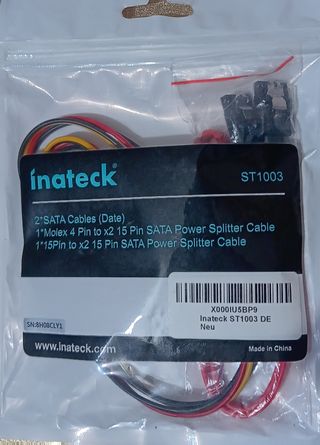 inateck
ST1003
2*SATA Cables (Date)
1*Molex 4 Pin to x2 15 Pin SATA Power Splitter Cable
1*15Pin to x2 15 Pin SATA Power Splitter Cable
SN:8H08CLY1
X000IU5BP9
Inateck ST1003 DE
Neu
www.inateck.com
Made in China